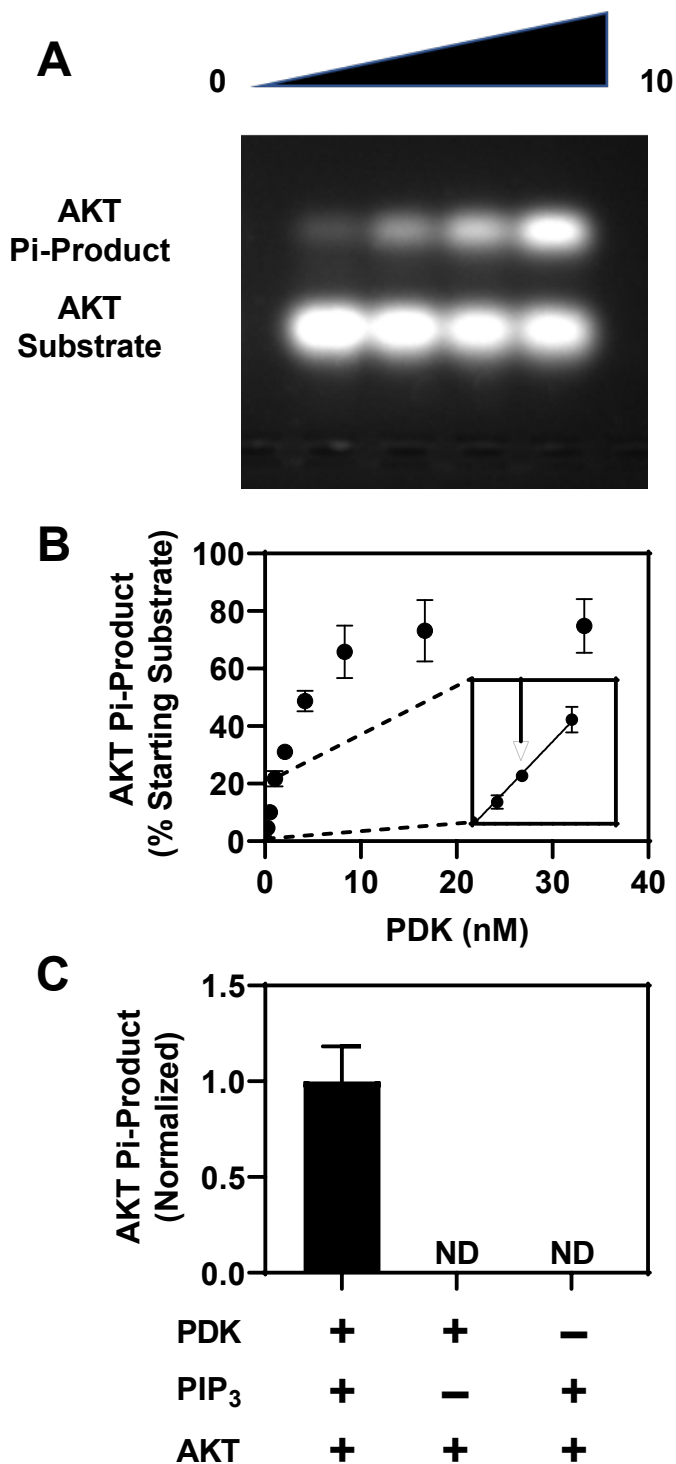 A
0
10
AKT
Pi-Product
AKT
Substrate
B
AKT Pi-Product
(% Starting Substrate)
100
80
60
40
20
0
0 10 20 30 40
PDK (nM)
C
AKT Pi-Product
(Normalized)
1.5
1.0
0.5
0.0
ND ND
PDK + + –
PIP₃ + – +
AKT + + +